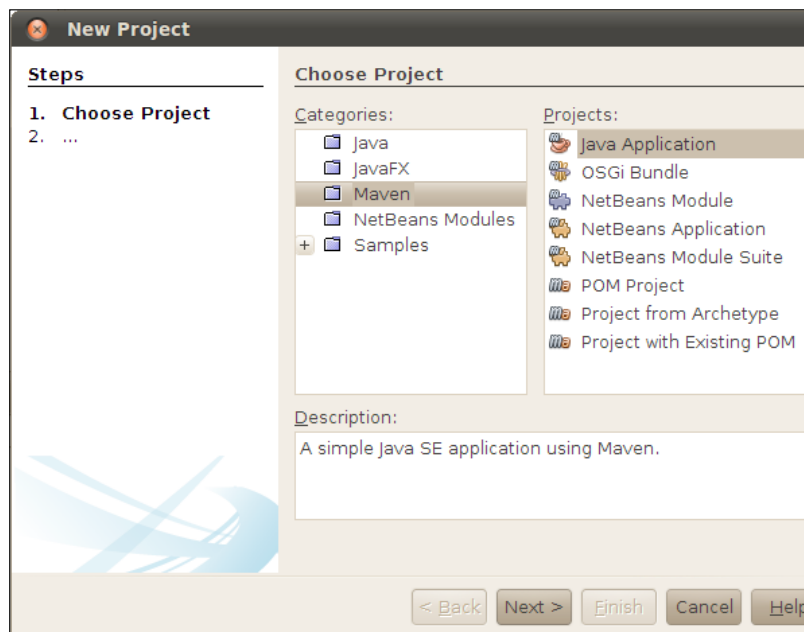 New Project
Steps
1. Choose Project
2. ...
Choose Project
Categories:
Java
JavaFX
Maven
NetBeans Modules
+ Samples
Projects:
Java Application
OSGi Bundle
NetBeans Module
NetBeans Application
NetBeans Module Suite
POM Project
Project from Archetype
Project with Existing POM
Description:
A simple Java SE application using Maven.
< Back Next > Finish Cancel Help